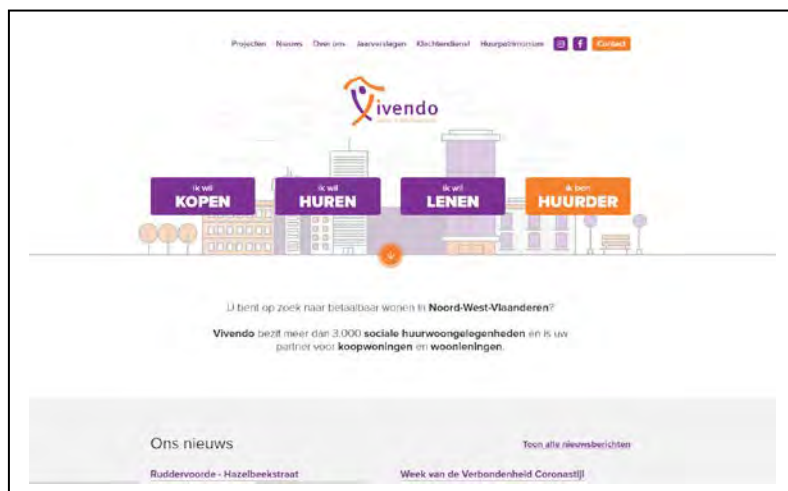 Projecten Nieuws Over ons Jaarverslagen Klachtendienst Huurpatrimonium Contact
Vivendo
ik wil
KOPEN
ik wil
HUREN
ik wil
LENEN
ik ben
HUURDER
U bent op zoek naar betaalbaar wonen in Noord-West-Vlaanderen?
Vivendo bezit meer dan 3.000 sociale huurwoongelegenheden en is uw
partner voor koopwoningen en woonleningen.
Ons nieuws
Toon alle nieuwsberichten
Ruddervoorde - Hazelbeekstraat
Week van de Verbondenheid Coronastijl